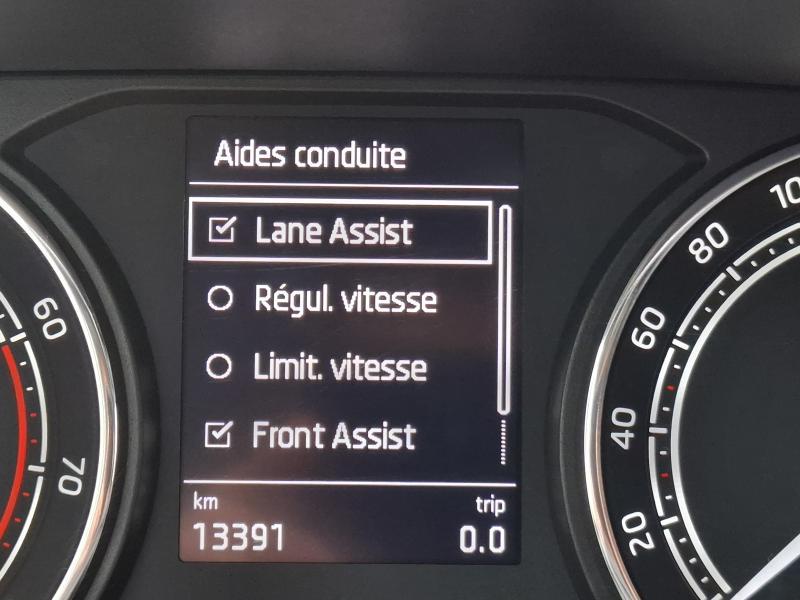 Aides conduite
Lane Assist
Régul. vitesse
Limit. vitesse
Front Assist
km trip
13391 0.0
60
70
20
40
60
80